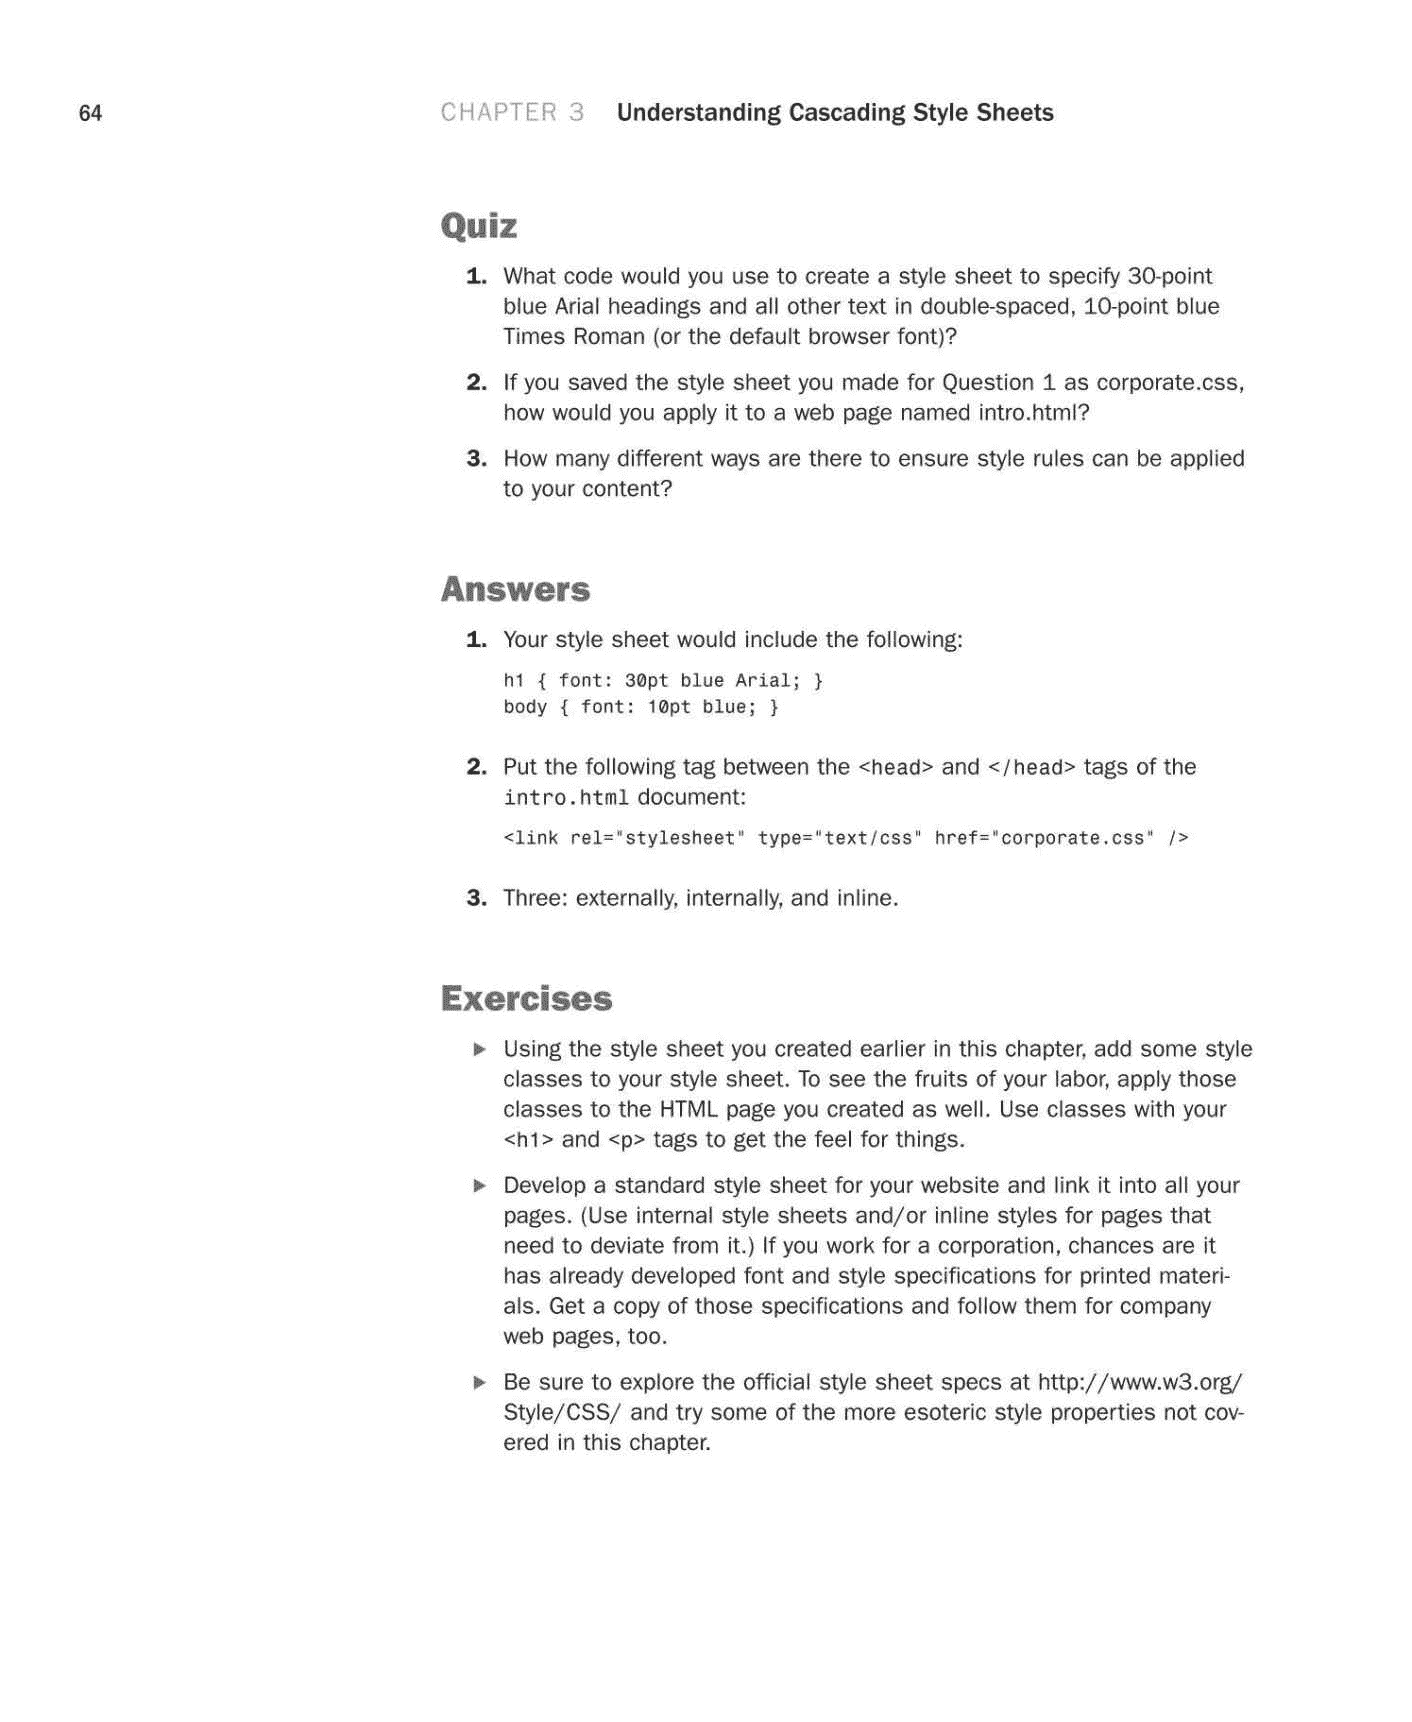 64
CHAPTER 3 Understanding Cascading Style Sheets
Quiz
1. What code would you use to create a style sheet to specify 30-point
blue Arial headings and all other text in double-spaced, 10-point blue
Times Roman (or the default browser font)?
2. If you saved the style sheet you made for Question 1 as corporate.css,
how would you apply it to a web page named intro.html?
3. How many different ways are there to ensure style rules can be applied
to your content?
Answers
1. Your style sheet would include the following:
h1 { font: 30pt blue Arial; }
body { font: 10pt blue; }
2. Put the following tag between the <head> and </head> tags of the
intro.html document:
<link rel="stylesheet" type="text/css" href="corporate.css" />
3. Three: externally, internally, and inline.
Exercises
▶ Using the style sheet you created earlier in this chapter, add some style
classes to your style sheet. To see the fruits of your labor, apply those
classes to the HTML page you created as well. Use classes with your
<h1> and <p> tags to get the feel for things.
▶ Develop a standard style sheet for your website and link it into all your
pages. (Use internal style sheets and/or inline styles for pages that
need to deviate from it.) If you work for a corporation, chances are it
has already developed font and style specifications for printed materi-
als. Get a copy of those specifications and follow them for company
web pages, too.
▶ Be sure to explore the official style sheet specs at http://www.w3.org/
Style/CSS/ and try some of the more esoteric style properties not cov-
ered in this chapter.